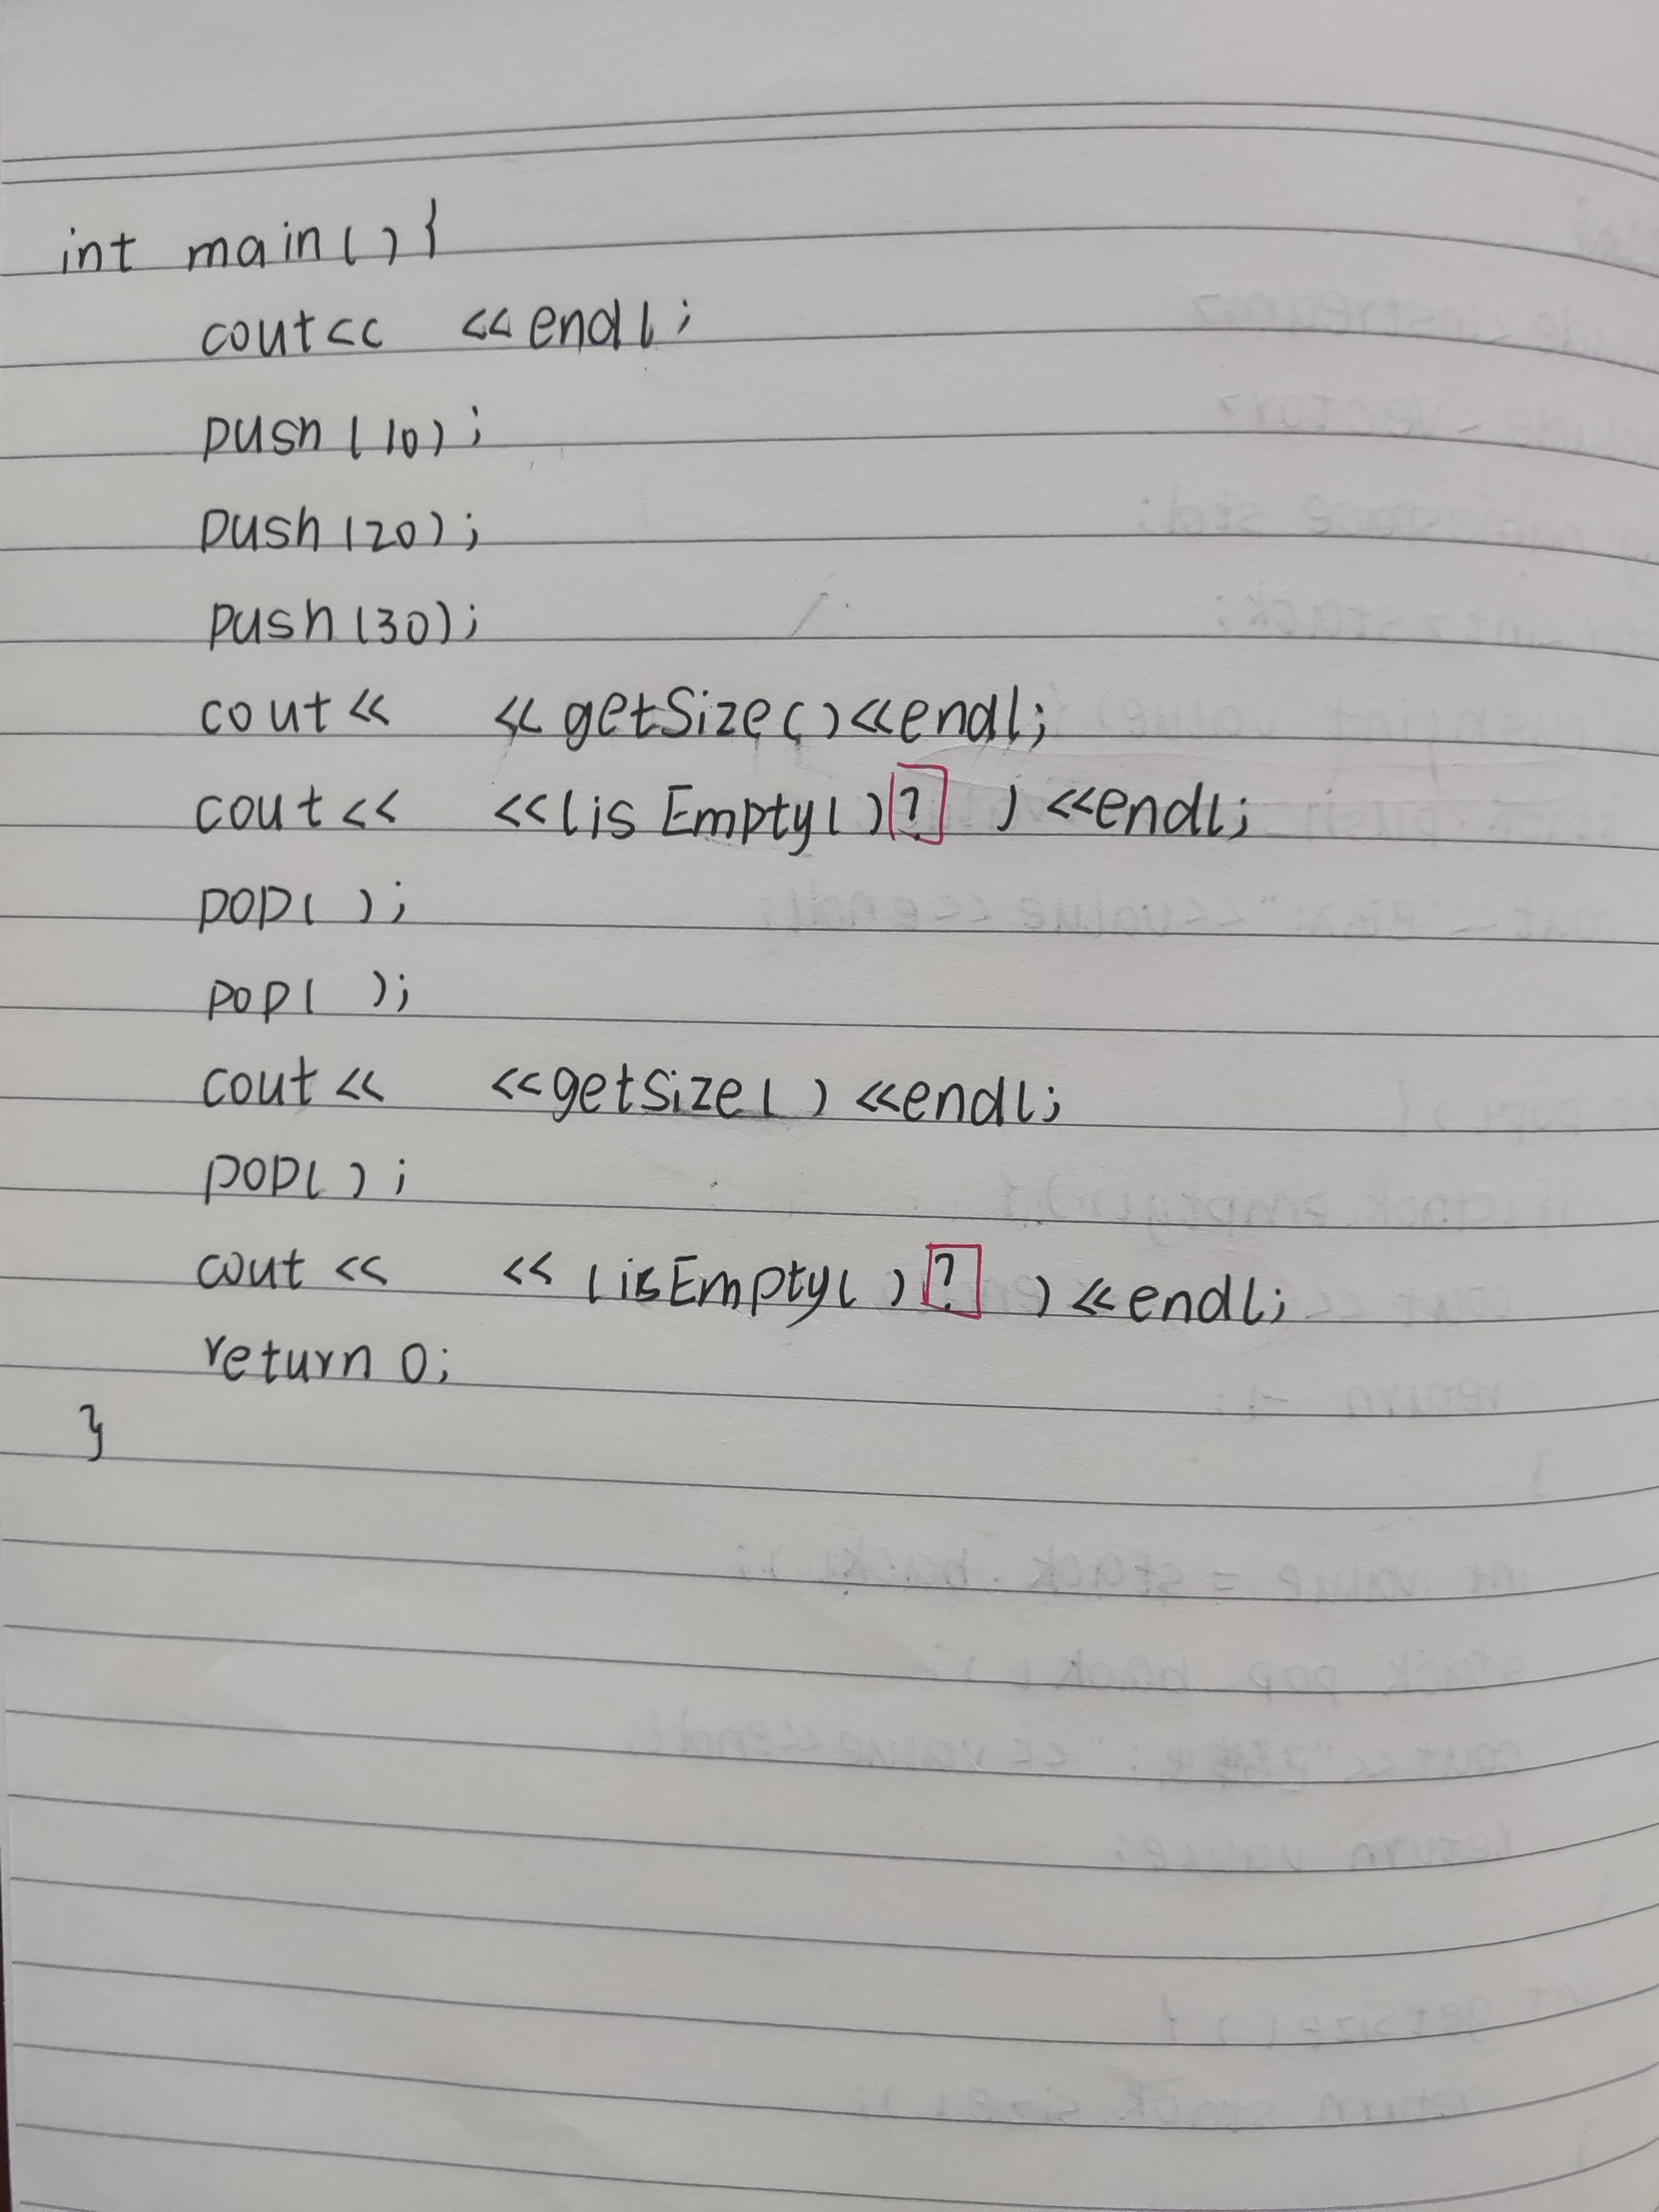 int main(){
cout<< <<endl;
push(10);
push(20);
push(30);
cout<< <<getSize()<<endl;
cout<< <<(isEmpty()? )<<endl;
pop( );
pop( );
cout<< <<getSize( )<<endl;
pop( );
cout<< <<(isEmpty( )? )<<endl;
return 0;
}